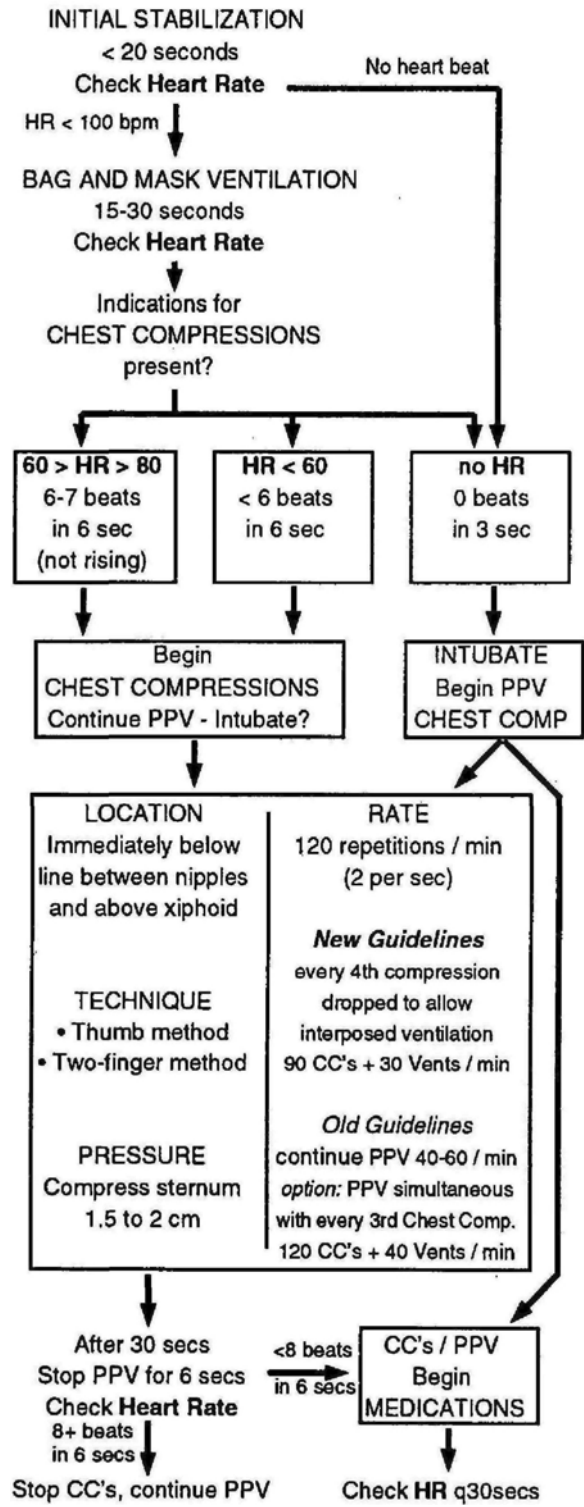 INITIAL STABILIZATION
< 20 seconds
Check Heart Rate
No heart beat
HR < 100 bpm
BAG AND MASK VENTILATION
15-30 seconds
Check Heart Rate
Indications for
CHEST COMPRESSIONS
present?
60 > HR > 80
6-7 beats
in 6 sec
(not rising)
HR < 60
< 6 beats
in 6 sec
no HR
0 beats
in 3 sec
Begin
CHEST COMPRESSIONS
Continue PPV - Intubate?
INTUBATE
Begin PPV
CHEST COMP
LOCATION
Immediately below
line between nipples
and above xiphoid
TECHNIQUE
• Thumb method
• Two-finger method
PRESSURE
Compress sternum
1.5 to 2 cm
RATE
120 repetitions / min
(2 per sec)
New Guidelines
every 4th compression
dropped to allow
interposed ventilation
90 CC's + 30 Vents / min
Old Guidelines
continue PPV 40-60 / min
option: PPV simultaneous
with every 3rd Chest Comp.
120 CC's + 40 Vents / min
After 30 secs
Stop PPV for 6 secs
Check Heart Rate
<8 beats
in 6 secs
CC's / PPV
Begin
MEDICATIONS
8+ beats
in 6 secs
Stop CC's, continue PPV
Check HR q30secs